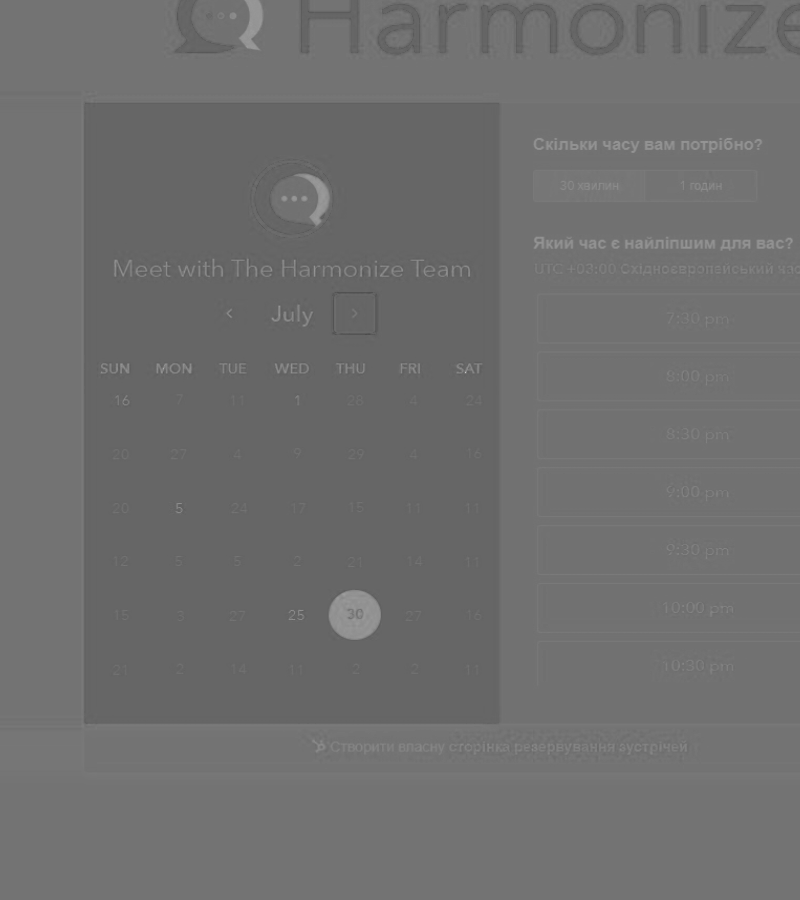 Harmonize
Meet with The Harmonize Team
July
SUN MON TUE WED THU FRI SAT
16 7 11 1 28 4 24
20 27 4 9 29 4 16
20 5 24 17 15 11 11
12 5 5 2 21 14 11
15 3 27 25 30 27 16
21 2 14 11 2 2 11
Скільки часу вам потрібно?
30 хвилин 1 годин
Який час є найліпшим для вас?
UTC +03:00 Східноєвропейський час
7:30 pm
8:00 pm
8:30 pm
9:00 pm
9:30 pm
10:00 pm
10:30 pm
Створити власну сторінка резервування зустрічей